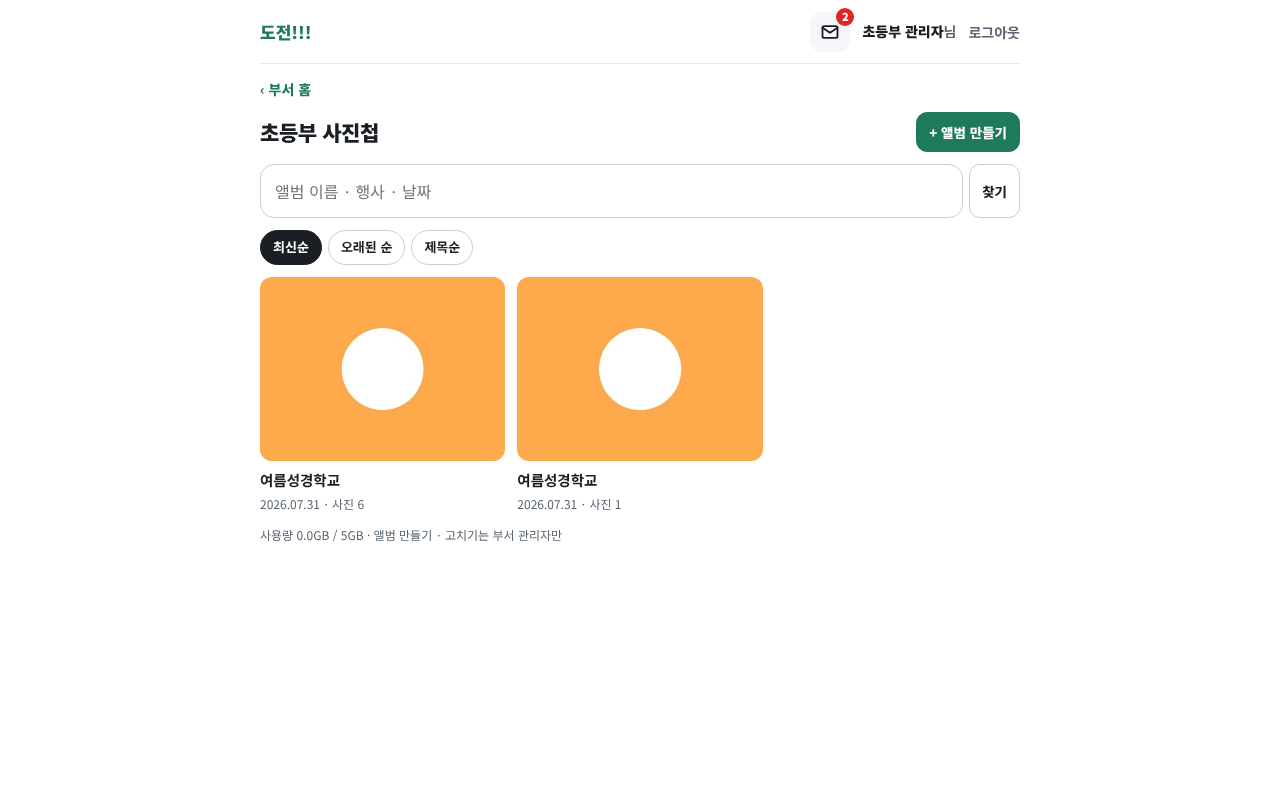 도전!!!
2
초등부 관리자님
로그아웃
‹ 부서 홈
초등부 사진첩
+ 앨범 만들기
앨범 이름 · 행사 · 날짜
찾기
최신순
오래된 순
제목순
여름성경학교
2026.07.31 · 사진 6
여름성경학교
2026.07.31 · 사진 1
사용량 0.0GB / 5GB · 앨범 만들기 · 고치기는 부서 관리자만